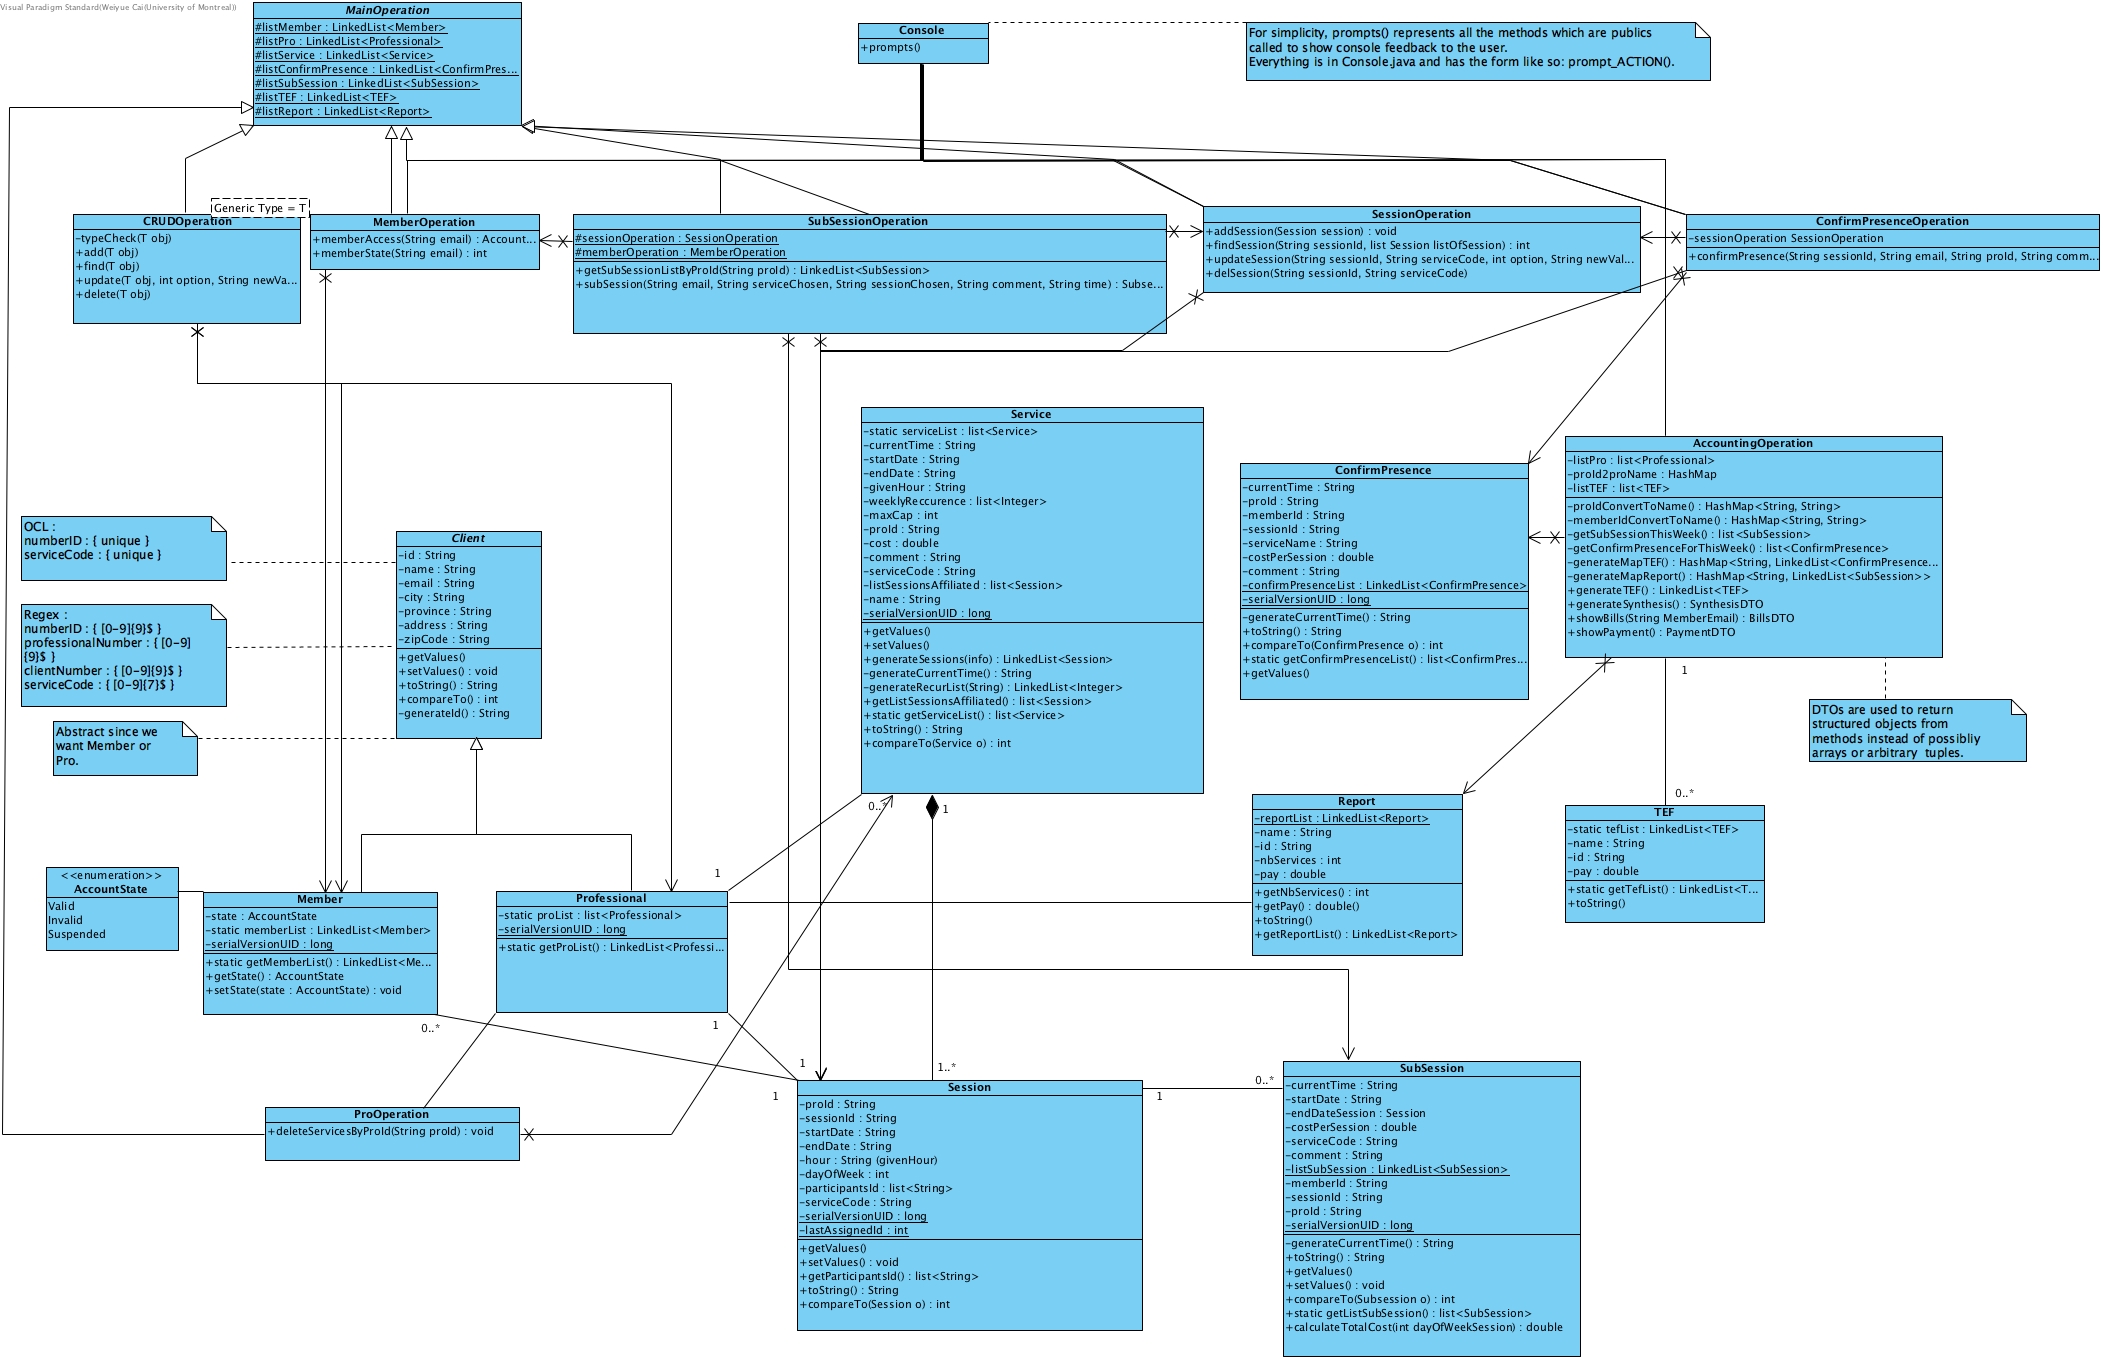 Visual Paradigm Standard(Weiyue Cai(University of Montreal))
MainOperation
#listMember : LinkedList<Member>
#listPro : LinkedList<Professional>
#listService : LinkedList<Service>
#listConfirmPresence : LinkedList<ConfirmPres...
#listSubSession : LinkedList<SubSession>
#listTEF : LinkedList<TEF>
#listReport : LinkedList<Report>
Console
+prompts()
For simplicity, prompts() represents all the methods which are publics
called to show console feedback to the user.
Everything is in Console.java and has the form like so: prompt_ACTION().
Generic Type = T
CRUDOperation
-typeCheck(T obj)
+add(T obj)
+find(T obj)
+update(T obj, int option, String newVa...
+delete(T obj)
MemberOperation
+memberAccess(String email) : Account...
+memberState(String email) : int
SubSessionOperation
#sessionOperation : SessionOperation
#memberOperation : MemberOperation
+getSubSessionListByProId(String proId) : LinkedList<SubSession>
+subSession(String email, String serviceChosen, String sessionChosen, String comment, String time) : Subse...
SessionOperation
+addSession(Session session) : void
+findSession(String sessionId, list Session listOfSession) : int
+updateSession(String sessionId, String serviceCode, int option, String newVal...
+delSession(String sessionId, String serviceCode)
ConfirmPresenceOperation
-sessionOperation SessionOperation
+confirmPresence(String sessionId, String email, String proId, String comm...
Service
-static serviceList : list<Service>
-currentTime : String
-startDate : String
-endDate : String
-givenHour : String
-weeklyReccurence : list<Integer>
-maxCap : int
-proId : String
-cost : double
-comment : String
-serviceCode : String
-listSessionsAffiliated : list<Session>
-name : String
-serialVersionUID : long
+getValues()
+setValues()
+generateSessions(info) : LinkedList<Session>
-generateCurrentTime() : String
-generateRecurList(String) : LinkedList<Integer>
+getListSessionsAffiliated() : list<Session>
+static getServiceList() : list<Service>
+toString() : String
+compareTo(Service o) : int
ConfirmPresence
-currentTime : String
-proId : String
-memberId : String
-sessionId : String
-serviceName : String
-costPerSession : double
-comment : String
-confirmPresenceList : LinkedList<ConfirmPresence>
-serialVersionUID : long
-generateCurrentTime() : String
+toString() : String
+compareTo(ConfirmPresence o) : int
+static getConfirmPresenceList() : list<ConfirmPres...
+getValues()
AccountingOperation
-listPro : list<Professional>
-proId2proName : HashMap
-listTEF : list<TEF>
-proIdConvertToName() : HashMap<String, String>
-memberIdConvertToName() : HashMap<String, String>
-getSubSessionThisWeek() : list<SubSession>
-getConfirmPresenceForThisWeek() : list<ConfirmPresence>
-generateMapTEF() : HashMap<String, LinkedList<ConfirmPresence...
-generateMapReport() : HashMap<String, LinkedList<SubSession>>
+generateTEF() : LinkedList<TEF>
+generateSynthesis() : SynthesisDTO
+showBills(String MemberEmail) : BillsDTO
+showPayment() : PaymentDTO
OCL :
numberID : { unique }
serviceCode : { unique }
Regex :
numberID : { [0-9]{9}$ }
professionalNumber : { [0-9]
{9}$ }
clientNumber : { [0-9]{9}$ }
serviceCode : { [0-9]{7}$ }
Abstract since we
want Member or
Pro.
Client
-id : String
-name : String
-email : String
-city : String
-province : String
-address : String
-zipCode : String
+getValues()
+setValues() : void
+toString() : String
+compareTo() : int
-generateId() : String
1
DTOs are used to return
structured objects from
methods instead of possibliy
arrays or arbitrary tuples.
0..*
0..*
1
Report
-reportList : LinkedList<Report>
-name : String
-id : String
-nbServices : int
-pay : double
+getNbServices() : int
+getPay() : double()
+toString()
+getReportList() : LinkedList<Report>
TEF
-static tefList : LinkedList<TEF>
-name : String
-id : String
-pay : double
+static getTefList() : LinkedList<T...
+toString()
1
<<enumeration>>
AccountState
Valid
Invalid
Suspended
Member
-state : AccountState
-static memberList : LinkedList<Member>
-serialVersionUID : long
+static getMemberList() : LinkedList<Me...
+getState() : AccountState
+setState(state : AccountState) : void
Professional
-static proList : list<Professional>
-serialVersionUID : long
+static getProList() : LinkedList<Professi...
0..*
1
1
1..*
1
0..*
1
ProOperation
+deleteServicesByProId(String proId) : void
Session
-proId : String
-sessionId : String
-startDate : String
-endDate : String
-hour : String (givenHour)
-dayOfWeek : int
-participantsId : list<String>
-serviceCode : String
-serialVersionUID : long
-lastAssignedId : int
+getValues()
+setValues() : void
+getParticipantsId() : list<String>
+toString() : String
+compareTo(Session o) : int
SubSession
-currentTime : String
-startDate : String
-endDateSession : Session
-costPerSession : double
-serviceCode : String
-comment : String
-listSubSession : LinkedList<SubSession>
-memberId : String
-sessionId : String
-proId : String
-serialVersionUID : long
-generateCurrentTime() : String
+toString() : String
+getValues()
+setValues() : void
+compareTo(Subsession o) : int
+static getListSubSession() : list<SubSession>
+calculateTotalCost(int dayOfWeekSession) : double